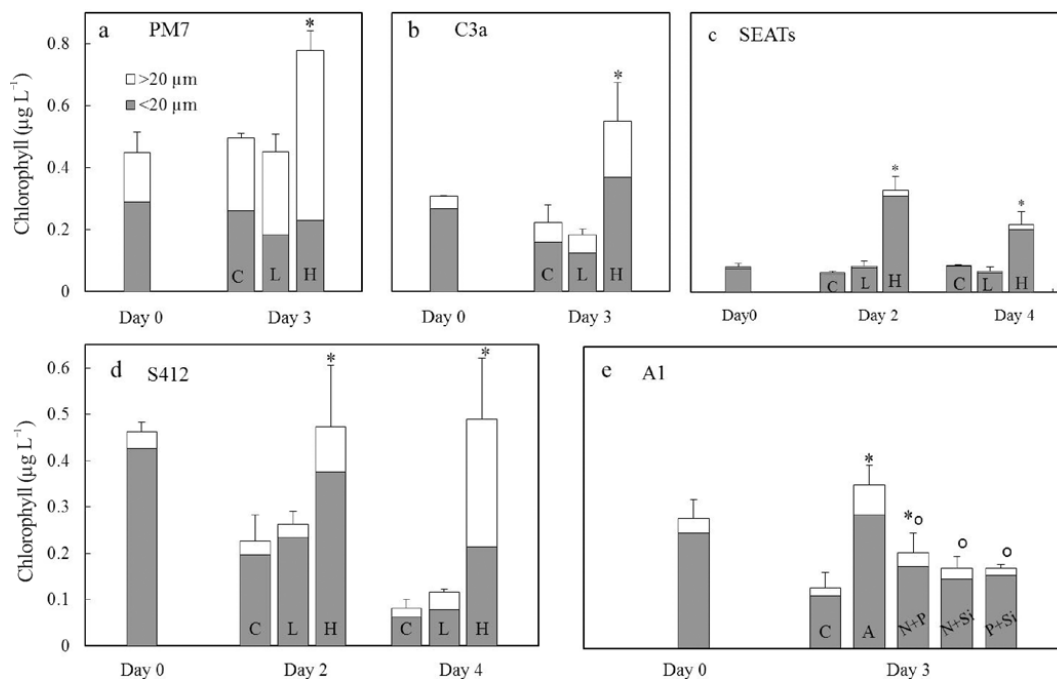 a PM7 *
b C3a *
c SEATs
0.8
0.6
0.4
0.2
0
Chlorophyll (µg L⁻¹)
>20 µm
<20 µm
* *
C L H
C L H
C L H C L H
Day 0 Day 3
Day 0 Day 3
Day0 Day 2 Day 4
d S412 * *
e A1
0.6
0.5
0.4
0.3
0.2
0.1
0
Chlorophyll (µg L⁻¹)
* *o o o
C L H C L H
C A N+P N+Si P+Si
Day 0 Day 2 Day 4
Day 0 Day 3